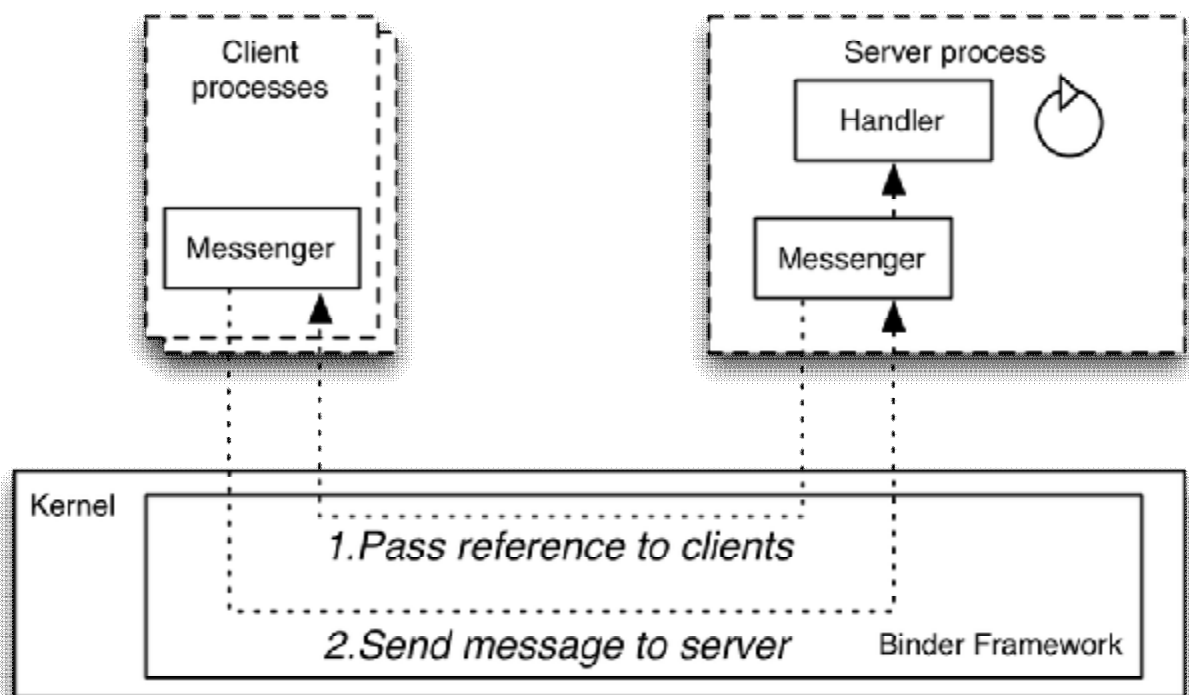 Client
processes
Messenger
Server process
Handler
Messenger
Kernel
1.Pass reference to clients
2.Send message to server
Binder Framework